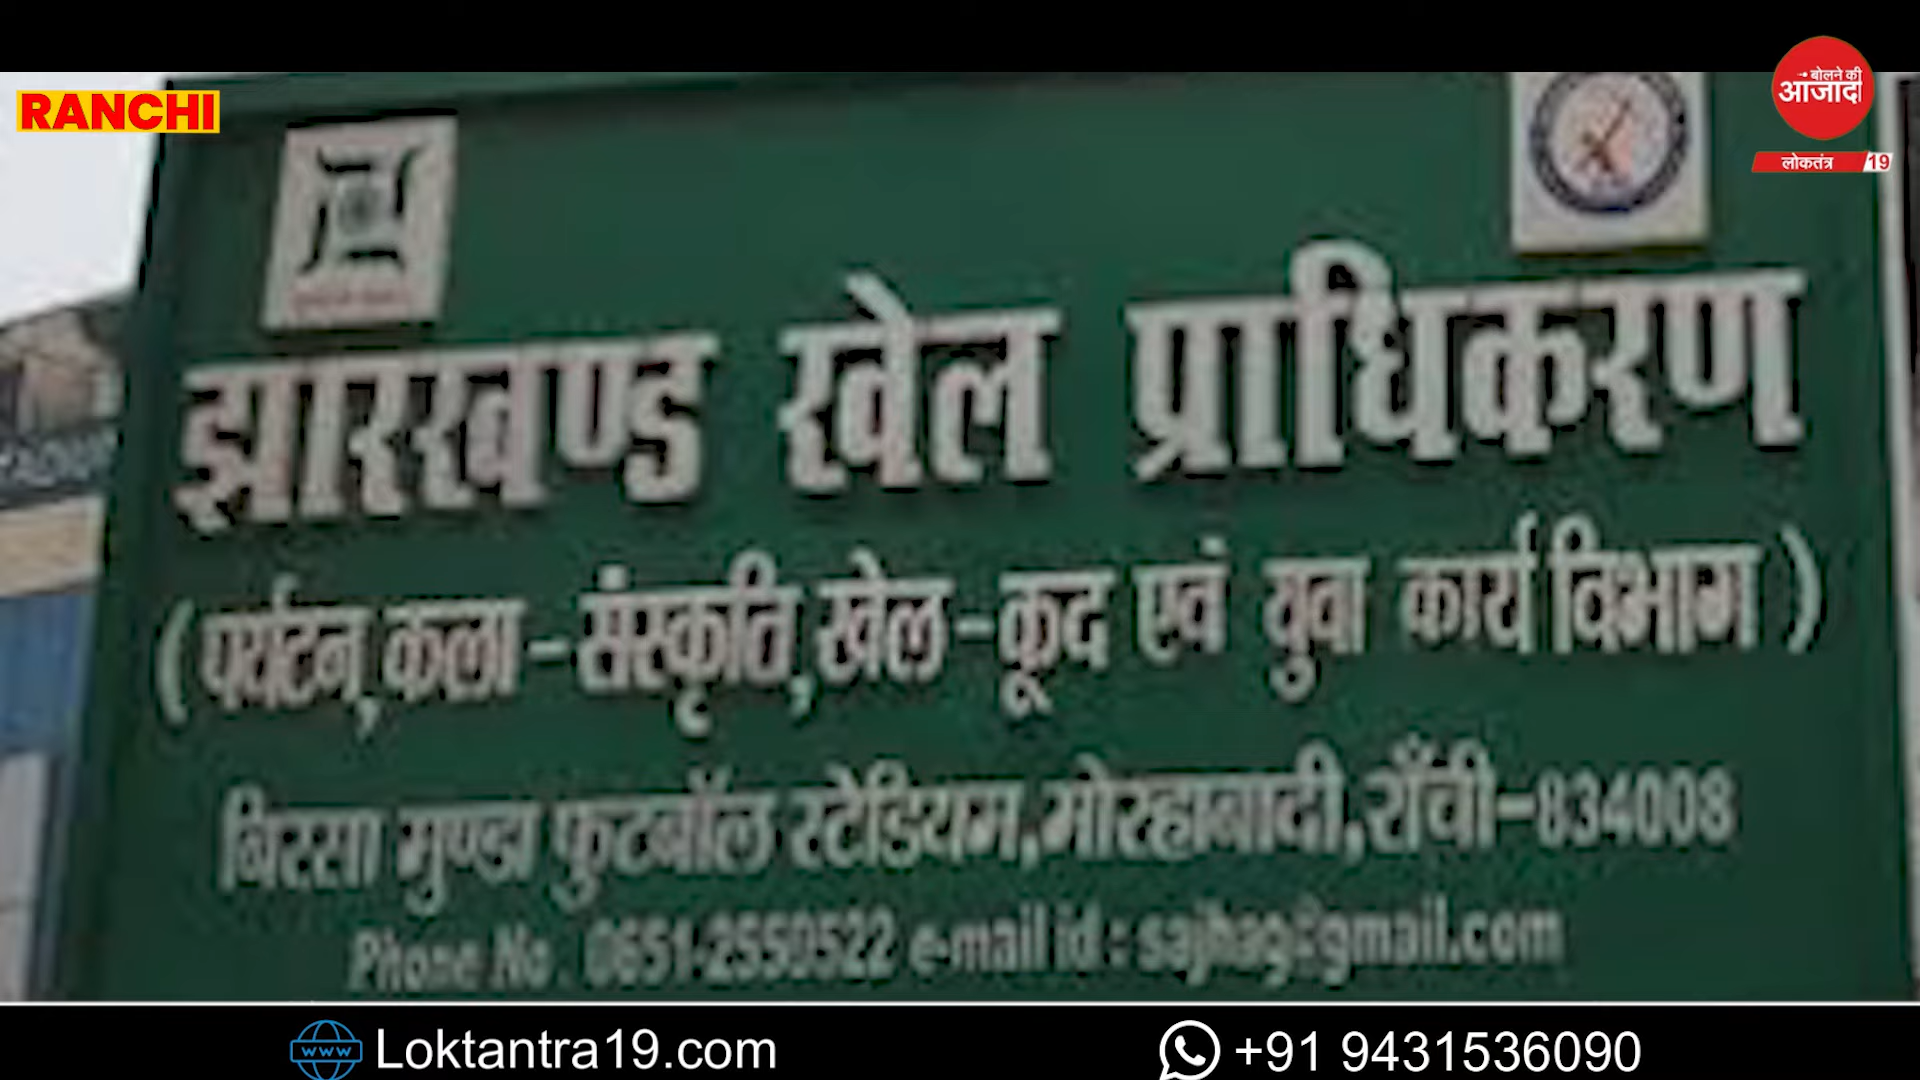 RANCHI
बोलने की
आजादी
लोकतंत्र 19
झारखण्ड खेल प्राधिकरण
(पर्यटन, कला-संस्कृति, खेल-कूद एवं युवा कार्य विभाग)
बिरसा मुण्डा फुटबॉल स्टेडियम, मोरहाबादी, राँची-834008
Phone No. 0651-2550522 e-mail id: sajhag@gmail.com
www Loktantra19.com
+91 9431536090